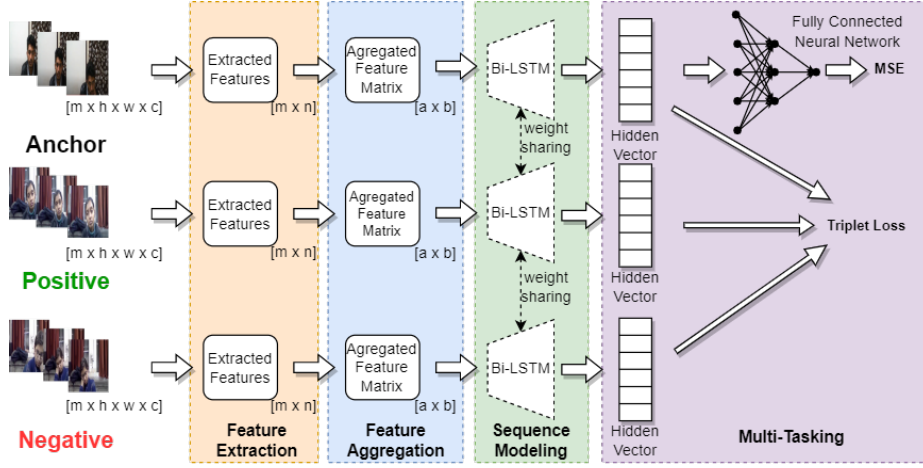 [m x h x w x c]
Anchor
Extracted
Features
[m x n]
Agregated
Feature
Matrix
[a x b]
Bi-LSTM
weight
sharing
Hidden
Vector
Fully Connected
Neural Network
MSE
[m x h x w x c]
Positive
Extracted
Features
[m x n]
Agregated
Feature
Matrix
[a x b]
Bi-LSTM
weight
sharing
Hidden
Vector
Triplet Loss
[m x h x w x c]
Negative
Extracted
Features
[m x n]
Agregated
Feature
Matrix
[a x b]
Bi-LSTM
Hidden
Vector
Feature
Extraction
Feature
Aggregation
Sequence
Modeling
Multi-Tasking